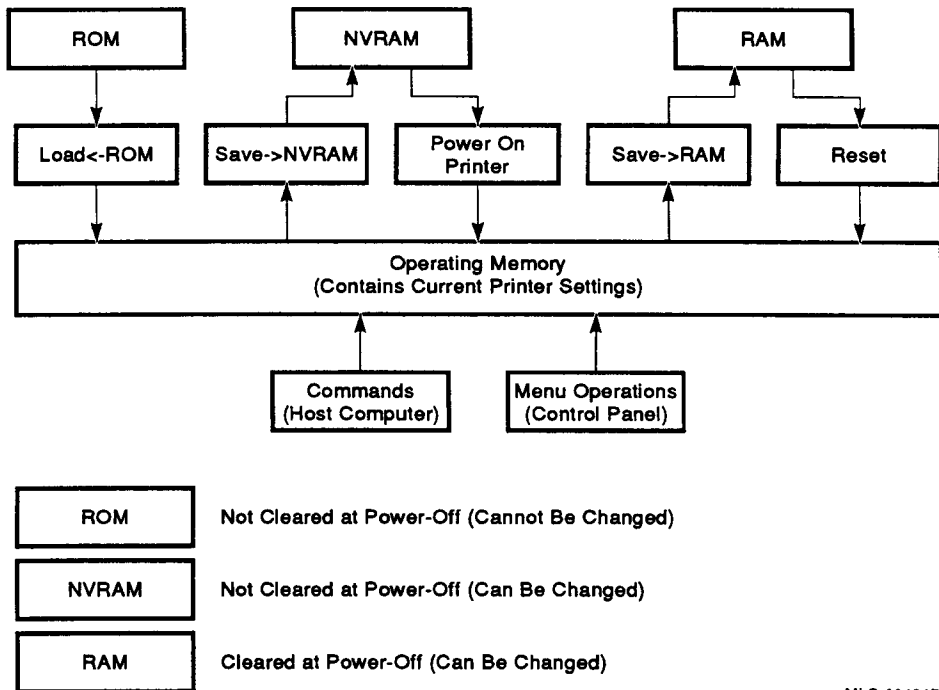 ROM
NVRAM
RAM
Load<-ROM
Save->NVRAM
Power On
Printer
Save->RAM
Reset
Operating Memory
(Contains Current Printer Settings)
Commands
(Host Computer)
Menu Operations
(Control Panel)
ROM
Not Cleared at Power-Off (Cannot Be Changed)
NVRAM
Not Cleared at Power-Off (Can Be Changed)
RAM
Cleared at Power-Off (Can Be Changed)